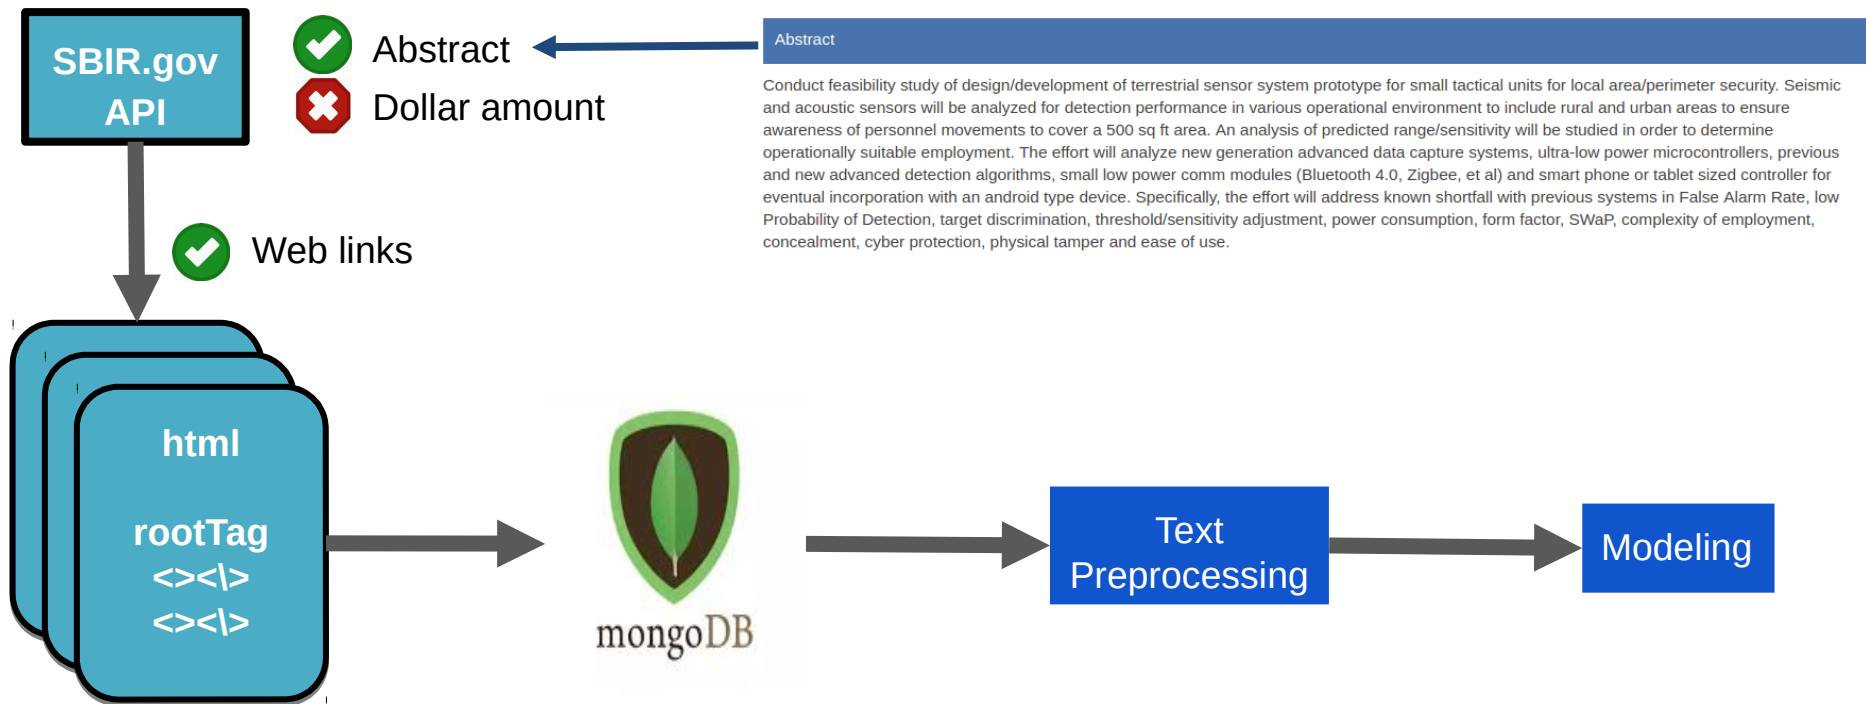 SBIR.gov
API
Abstract
Dollar amount
Abstract
Conduct feasibility study of design/development of terrestrial sensor system prototype for small tactical units for local area/perimeter security. Seismic
and acoustic sensors will be analyzed for detection performance in various operational environment to include rural and urban areas to ensure
awareness of personnel movements to cover a 500 sq ft area. An analysis of predicted range/sensitivity will be studied in order to determine
operationally suitable employment. The effort will analyze new generation advanced data capture systems, ultra-low power microcontrollers, previous
and new advanced detection algorithms, small low power comm modules (Bluetooth 4.0, Zigbee, et al) and smart phone or tablet sized controller for
eventual incorporation with an android type device. Specifically, the effort will address known shortfall with previous systems in False Alarm Rate, low
Probability of Detection, target discrimination, threshold/sensitivity adjustment, power consumption, form factor, SWaP, complexity of employment,
concealment, cyber protection, physical tamper and ease of use.
Web links
html
rootTag
<><\>
<><\>
mongoDB
Text
Preprocessing
Modeling